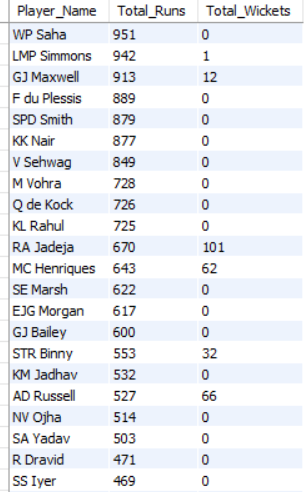 Player_Name Total_Runs Total_Wickets
WP Saha 951 0
LMP Simmons 942 1
GJ Maxwell 913 12
F du Plessis 889 0
SPD Smith 879 0
KK Nair 877 0
V Sehwag 849 0
M Vohra 728 0
Q de Kock 726 0
KL Rahul 725 0
RA Jadeja 670 101
MC Henriques 643 62
SE Marsh 622 0
EJG Morgan 617 0
GJ Bailey 600 0
STR Binny 553 32
KM Jadhav 532 0
AD Russell 527 66
NV Ojha 514 0
SA Yadav 503 0
R Dravid 471 0
SS Iyer 469 0